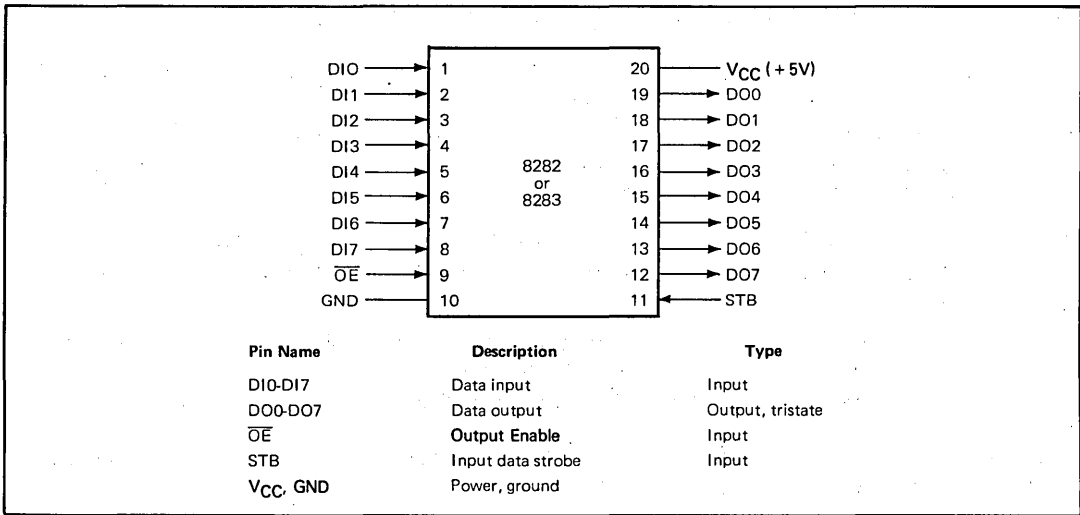 DI0 1 20 VCC (+5V)
DI1 2 19 DO0
DI2 3 18 DO1
DI3 4 17 DO2
DI4 5 16 DO3
DI5 6 15 DO4
DI6 7 14 DO5
DI7 8 13 DO6
OE 9 12 DO7
GND 10 11 STB
8282
or
8283
Pin Name Description Type
DI0-DI7 Data input Input
DO0-DO7 Data output Output, tristate
OE Output Enable Input
STB Input data strobe Input
VCC, GND Power, ground